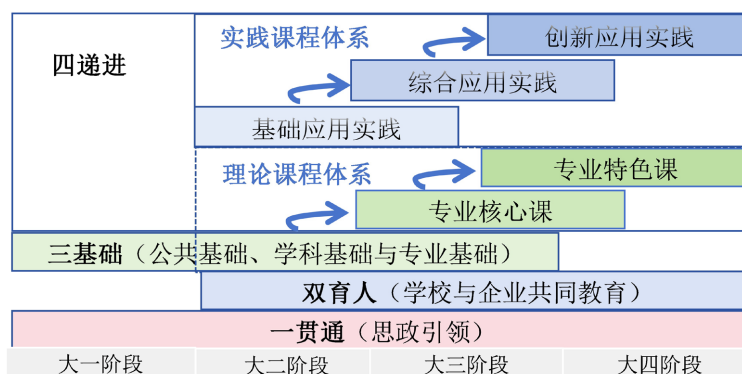 实践课程体系
创新应用实践
四递进
综合应用实践
基础应用实践
理论课程体系
专业特色课
专业核心课
三基础（公共基础、学科基础与专业基础）
双育人（学校与企业共同教育）
一贯通（思政引领）
大一阶段
大二阶段
大三阶段
大四阶段